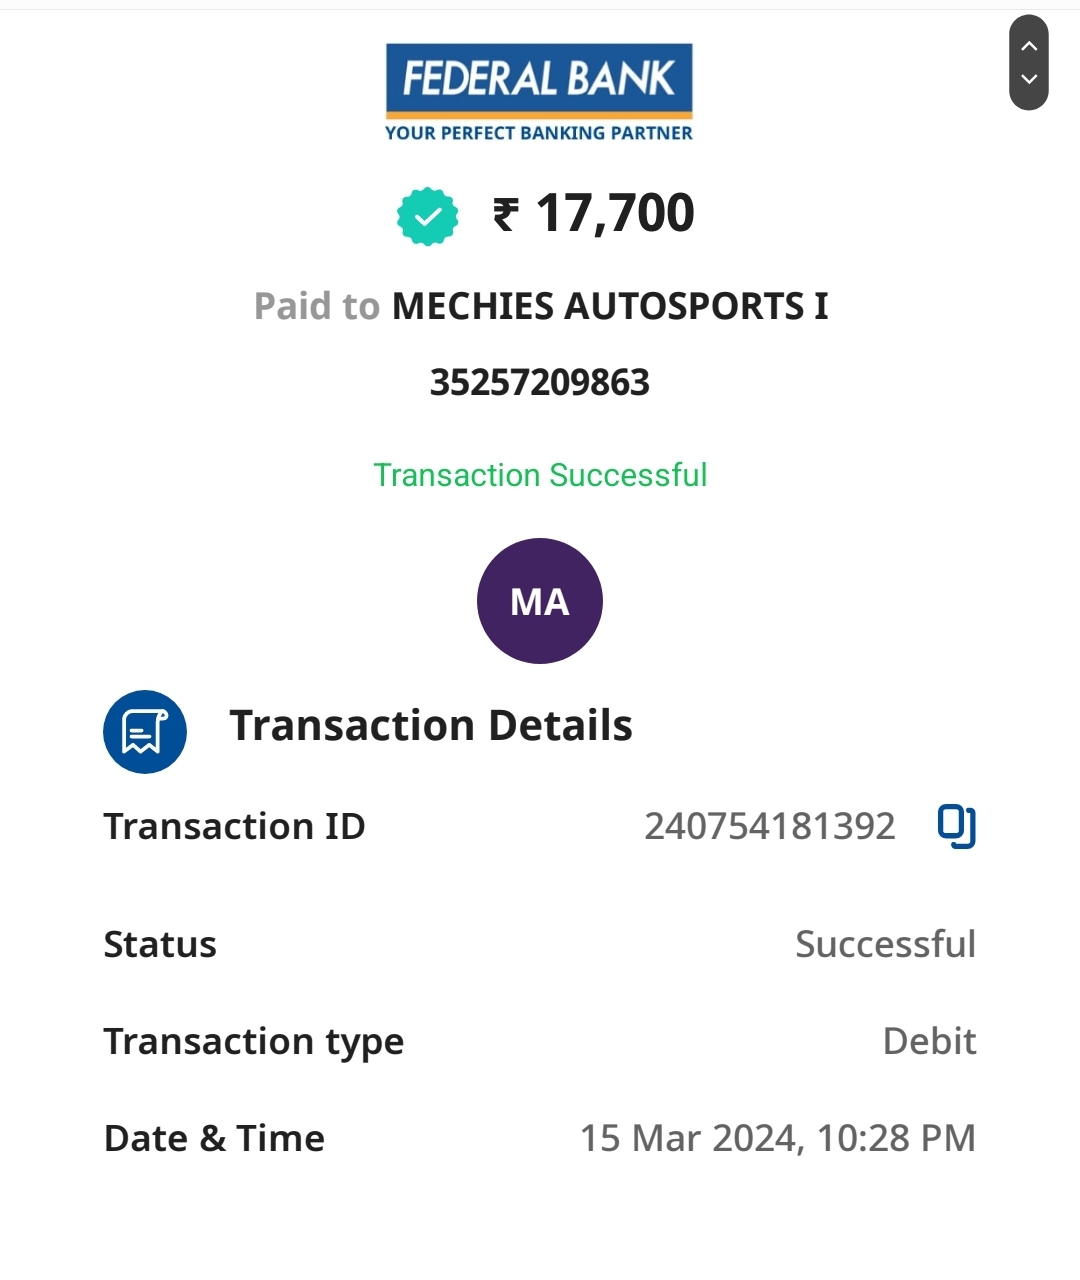 FEDERAL BANK
YOUR PERFECT BANKING PARTNER
₹ 17,700
Paid to MECHIES AUTOSPORTS I
35257209863
Transaction Successful
MA
Transaction Details
Transaction ID 240754181392
Status Successful
Transaction type Debit
Date & Time 15 Mar 2024, 10:28 PM